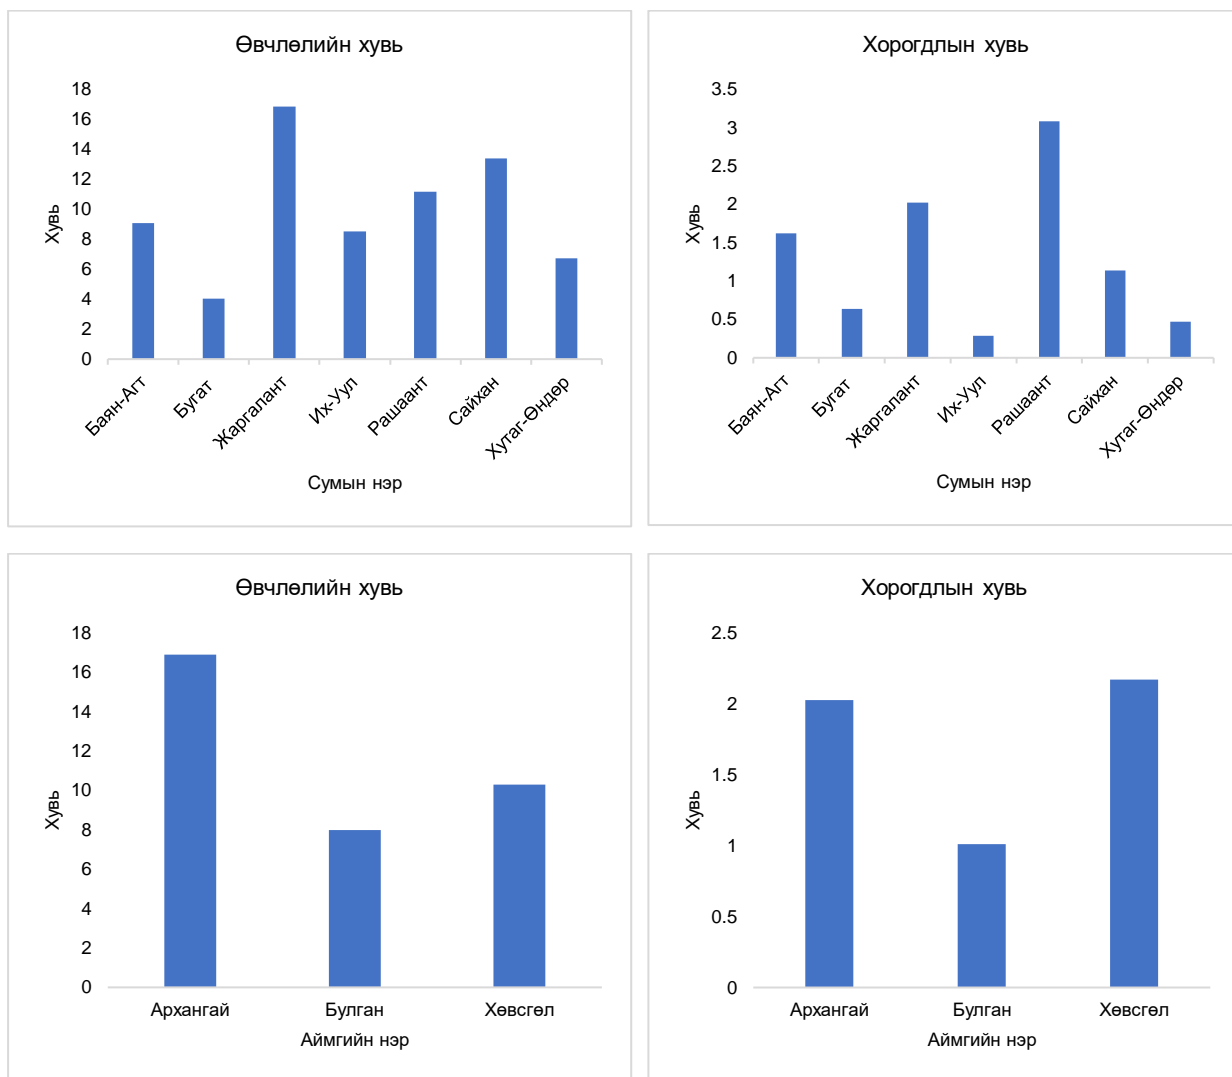 Өвчлөлийн хувь
18
16
14
12
10
8
6
4
2
0
Хувь
Баян-Агт
Бугат
Жаргалант
Их-Уул
Рашаант
Сайхан
Хутаг-Өндөр
Сумын нэр
Хорогдлын хувь
3.5
3
2.5
2
1.5
1
0.5
0
Хувь
Баян-Агт
Бугат
Жаргалант
Их-Уул
Рашаант
Сайхан
Хутаг-Өндөр
Сумын нэр
Өвчлөлийн хувь
18
16
14
12
10
8
6
4
2
0
Хувь
Архангай Булган Хөвсгөл
Аймгийн нэр
Хорогдлын хувь
2.5
2
1.5
1
0.5
0
Хувь
Архангай Булган Хөвсгөл
Аймгийн нэр